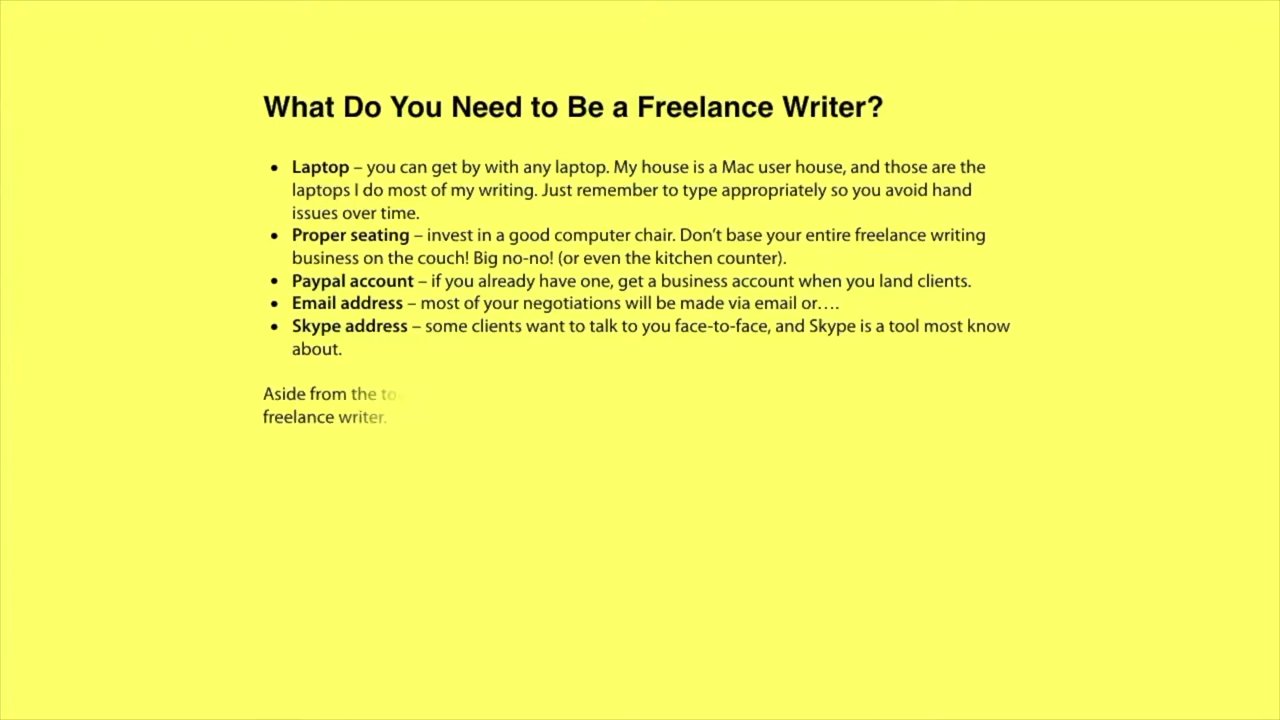 What Do You Need to Be a Freelance Writer?
• Laptop – you can get by with any laptop. My house is a Mac user house, and those are the
laptops I do most of my writing. Just remember to type appropriately so you avoid hand
issues over time.
• Proper seating – invest in a good computer chair. Don't base your entire freelance writing
business on the couch! Big no-no! (or even the kitchen counter).
• Paypal account – if you already have one, get a business account when you land clients.
• Email address – most of your negotiations will be made via email or….
• Skype address – some clients want to talk to you face-to-face, and Skype is a tool most know
about.
Aside from the
freelance writer.